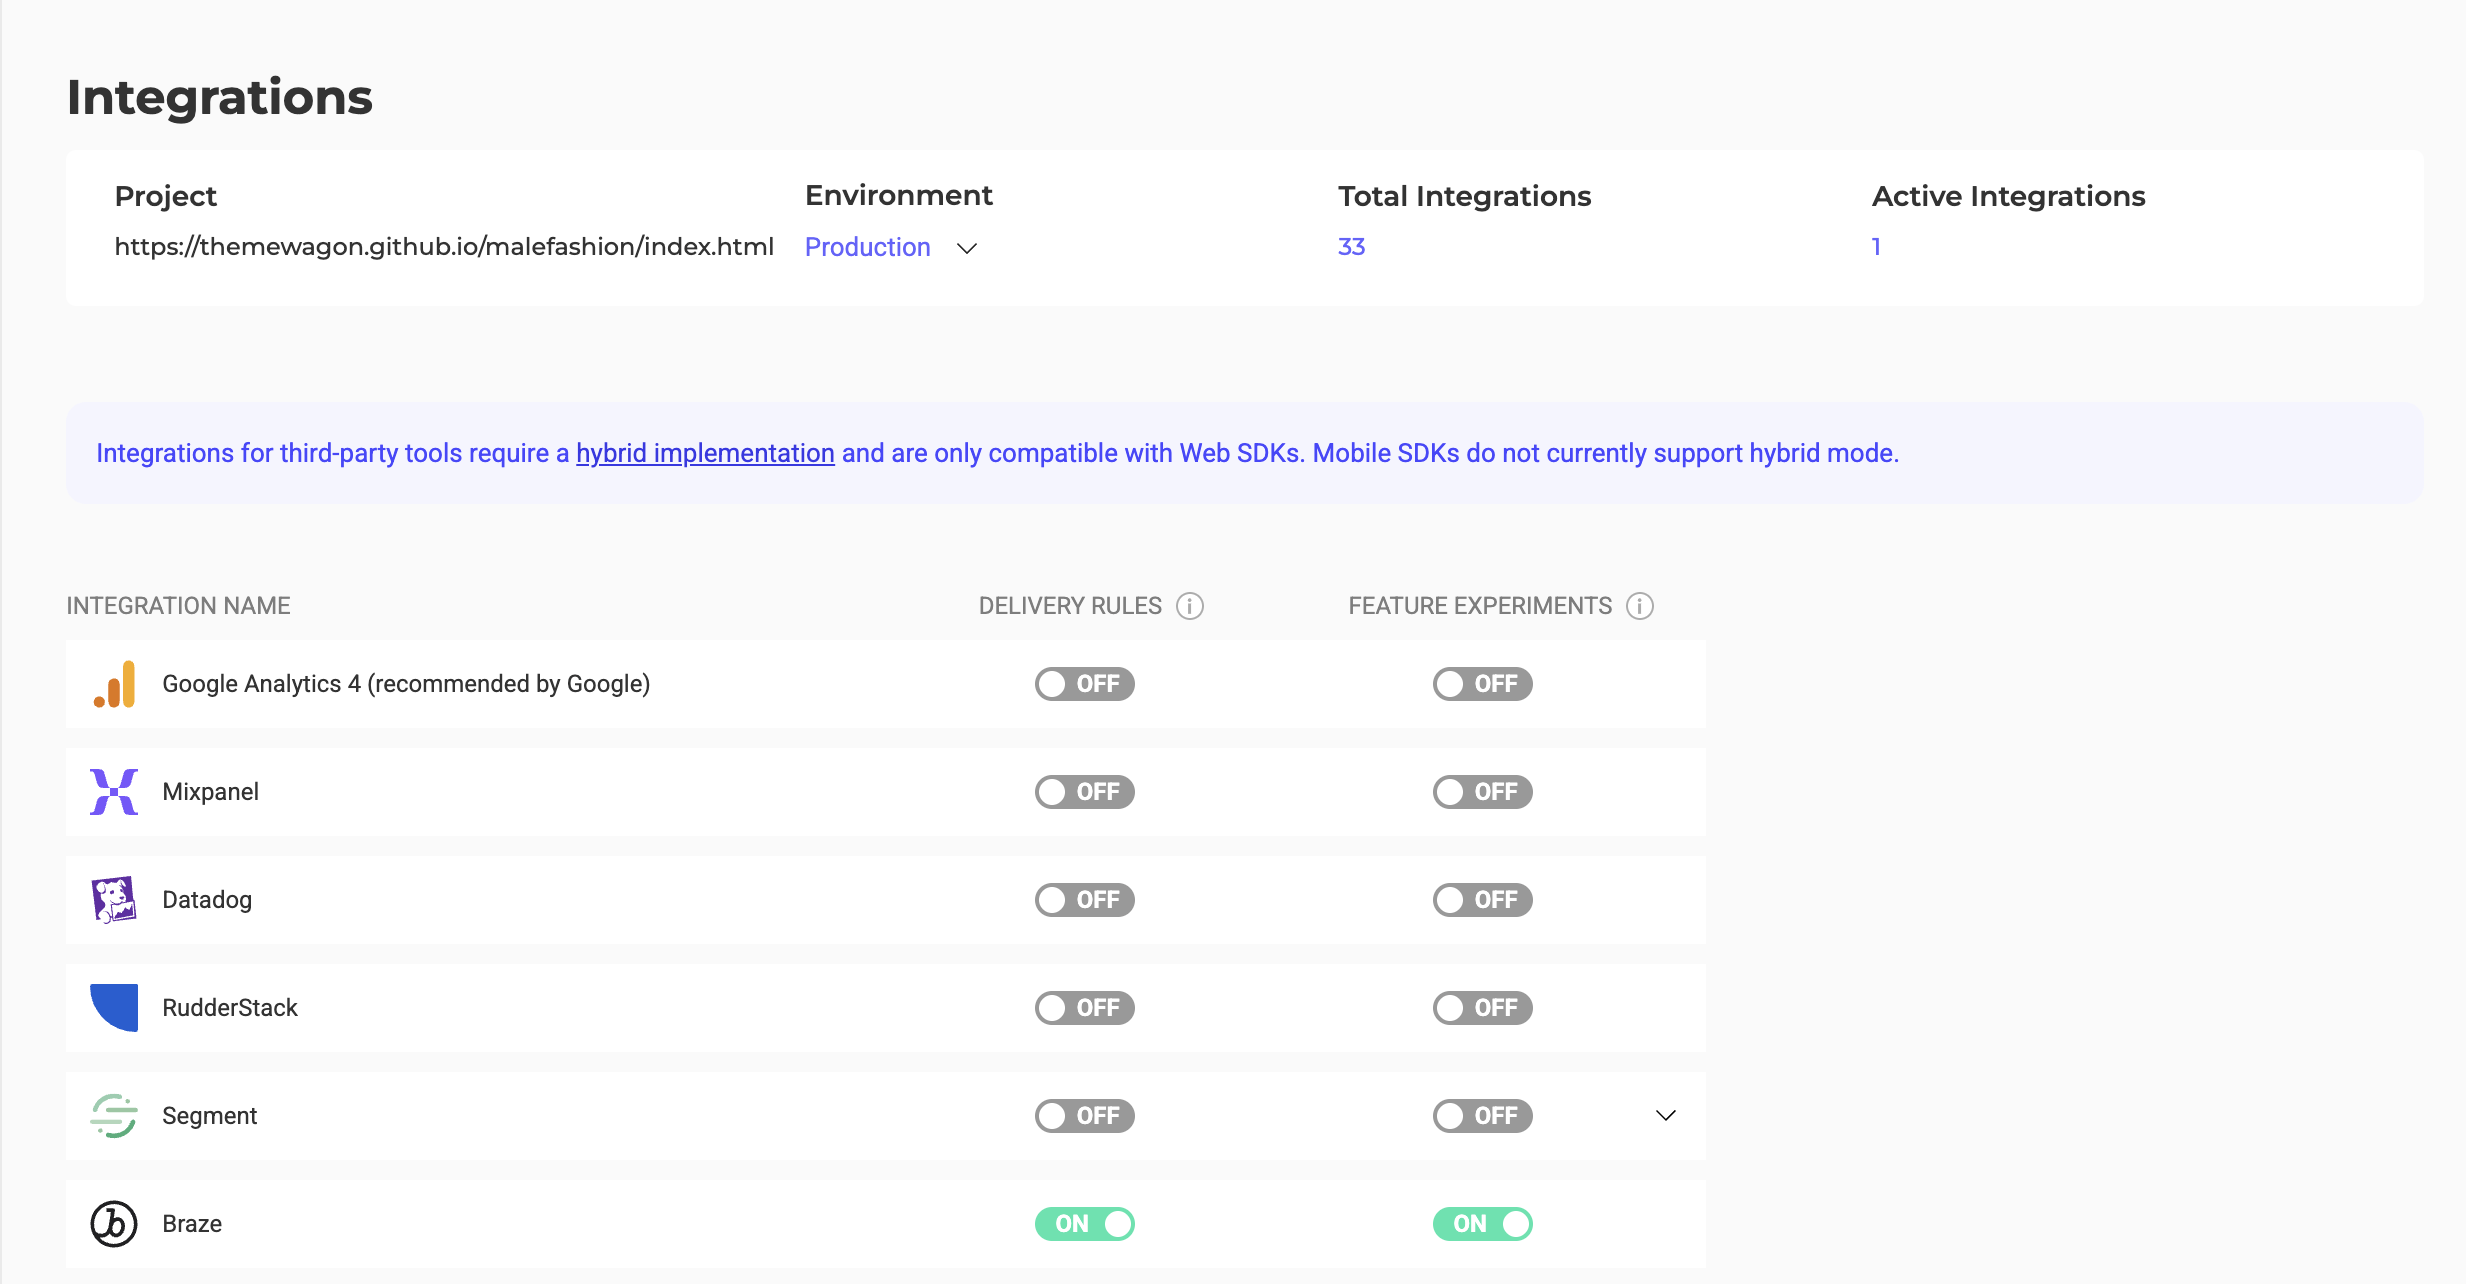 Integrations
Project
Environment
Total Integrations
Active Integrations
https://themewagon.github.io/malefashion/index.html
Production
33
1
Integrations for third-party tools require a hybrid implementation and are only compatible with Web SDKs. Mobile SDKs do not currently support hybrid mode.
INTEGRATION NAME
DELIVERY RULES
FEATURE EXPERIMENTS
Google Analytics 4 (recommended by Google)
OFF
OFF
Mixpanel
OFF
OFF
Datadog
OFF
OFF
RudderStack
OFF
OFF
Segment
OFF
OFF
Braze
ON
ON